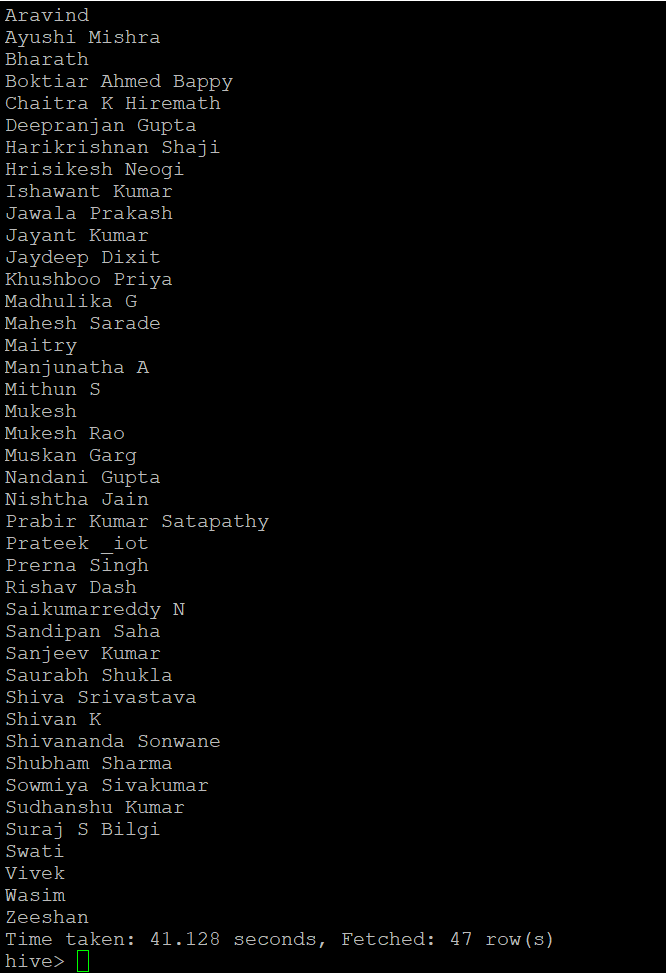 Aravind
Ayushi Mishra
Bharath
Boktiar Ahmed Bappy
Chaitra K Hiremath
Deepranjan Gupta
Harikrishnan Shaji
Hrisikesh Neogi
Ishawant Kumar
Jawala Prakash
Jayant Kumar
Jaydeep Dixit
Khushboo Priya
Madhulika G
Mahesh Sarade
Maitry
Manjunatha A
Mithun S
Mukesh
Mukesh Rao
Muskan Garg
Nandani Gupta
Nishtha Jain
Prabir Kumar Satapathy
Prateek _iot
Prerna Singh
Rishav Dash
Saikumarreddy N
Sandipan Saha
Sanjeev Kumar
Saurabh Shukla
Shiva Srivastava
Shivan K
Shivananda Sonwane
Shubham Sharma
Sowmiya Sivakumar
Sudhanshu Kumar
Suraj S Bilgi
Swati
Vivek
Wasim
Zeeshan
Time taken: 41.128 seconds, Fetched: 47 row(s)
hive>